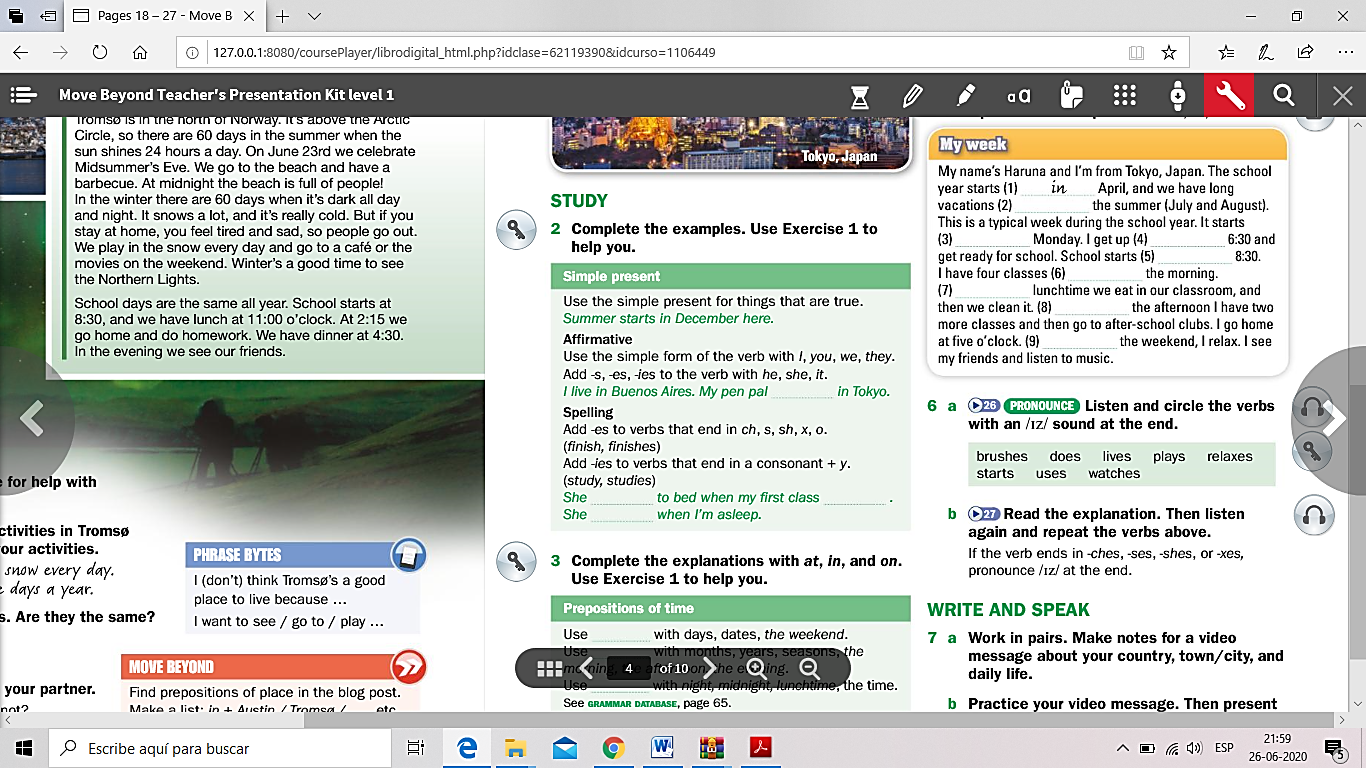 Pages 18 – 27 - Move B
127.0.0.1:8080/coursePlayer/librodigital_html.php?idclase=62119390&idcurso=1106449
Move Beyond Teacher's Presentation Kit level 1
aa
Tromsø is in the north of Norway. It's above the Arctic
Circle, so there are 60 days in the summer when the
sun shines 24 hours a day. On June 23rd we celebrate
Midsummer's Eve. We go to the beach and have a
barbecue. At midnight the beach is full of people!
In the winter there are 60 days when it's dark all day
and night. It snows a lot, and it's really cold. But if you
stay at home, you feel tired and sad, so people go out.
We play in the snow every day and go to a café or the
movies on the weekend. Winter's a good time to see
the Northern Lights.
School days are the same all year. School starts at
8:30, and we have lunch at 11:00 o'clock. At 2:15 we
go home and do homework. We have dinner at 4:30.
In the evening we see our friends.
e for help with
ctivities in Tromsø
our activities.
snow every day.
e days a year.
s. Are they the same?
your partner.
not?
PHRASE BYTES
I (don't) think Tromsø's a good
place to live because ...
I want to see / go to / play ...
MOVE BEYOND
Find prepositions of place in the blog post.
Make a list: in + Austin / Tromsø / ... etc.
Tokyo, Japan
STUDY
2 Complete the examples. Use Exercise 1 to
help you.
Simple present
Use the simple present for things that are true.
Summer starts in December here.
Affirmative
Use the simple form of the verb with I, you, we, they.
Add -s, -es, -ies to the verb with he, she, it.
I live in Buenos Aires. My pen pal ________ in Tokyo.
Spelling
Add -es to verbs that end in ch, s, sh, x, o.
(finish, finishes)
Add -ies to verbs that end in a consonant + y.
(study, studies)
She ________ to bed when my first class ________ .
She ________ when I'm asleep.
3 Complete the explanations with at, in, and on.
Use Exercise 1 to help you.
Prepositions of time
Use ________ with days, dates, the weekend.
Use ________ with months, years, seasons, the
morning, the afternoon, the evening.
Use ________ with night, midnight, lunchtime, the time.
See GRAMMAR DATABASE, page 65.
4 of 10
My week
My name's Haruna and I'm from Tokyo, Japan. The school
year starts (1) in April, and we have long
vacations (2) ________ the summer (July and August).
This is a typical week during the school year. It starts
(3) ________ Monday. I get up (4) ________ 6:30 and
get ready for school. School starts (5) ________ 8:30.
I have four classes (6) ________ the morning.
(7) ________ lunchtime we eat in our classroom, and
then we clean it. (8) ________ the afternoon I have two
more classes and then go to after-school clubs. I go home
at five o'clock. (9) ________ the weekend, I relax. I see
my friends and listen to music.
6 a 26 PRONOUNCE Listen and circle the verbs
with an /ɪz/ sound at the end.
brushes does lives plays relaxes
starts uses watches
b 27 Read the explanation. Then listen
again and repeat the verbs above.
If the verb ends in -ches, -ses, -shes, or -xes,
pronounce /ɪz/ at the end.
WRITE AND SPEAK
7 a Work in pairs. Make notes for a video
message about your country, town/city, and
daily life.
b Practice your video message. Then present
Escribe aquí para buscar
ESP
21:59
26-06-2020
5